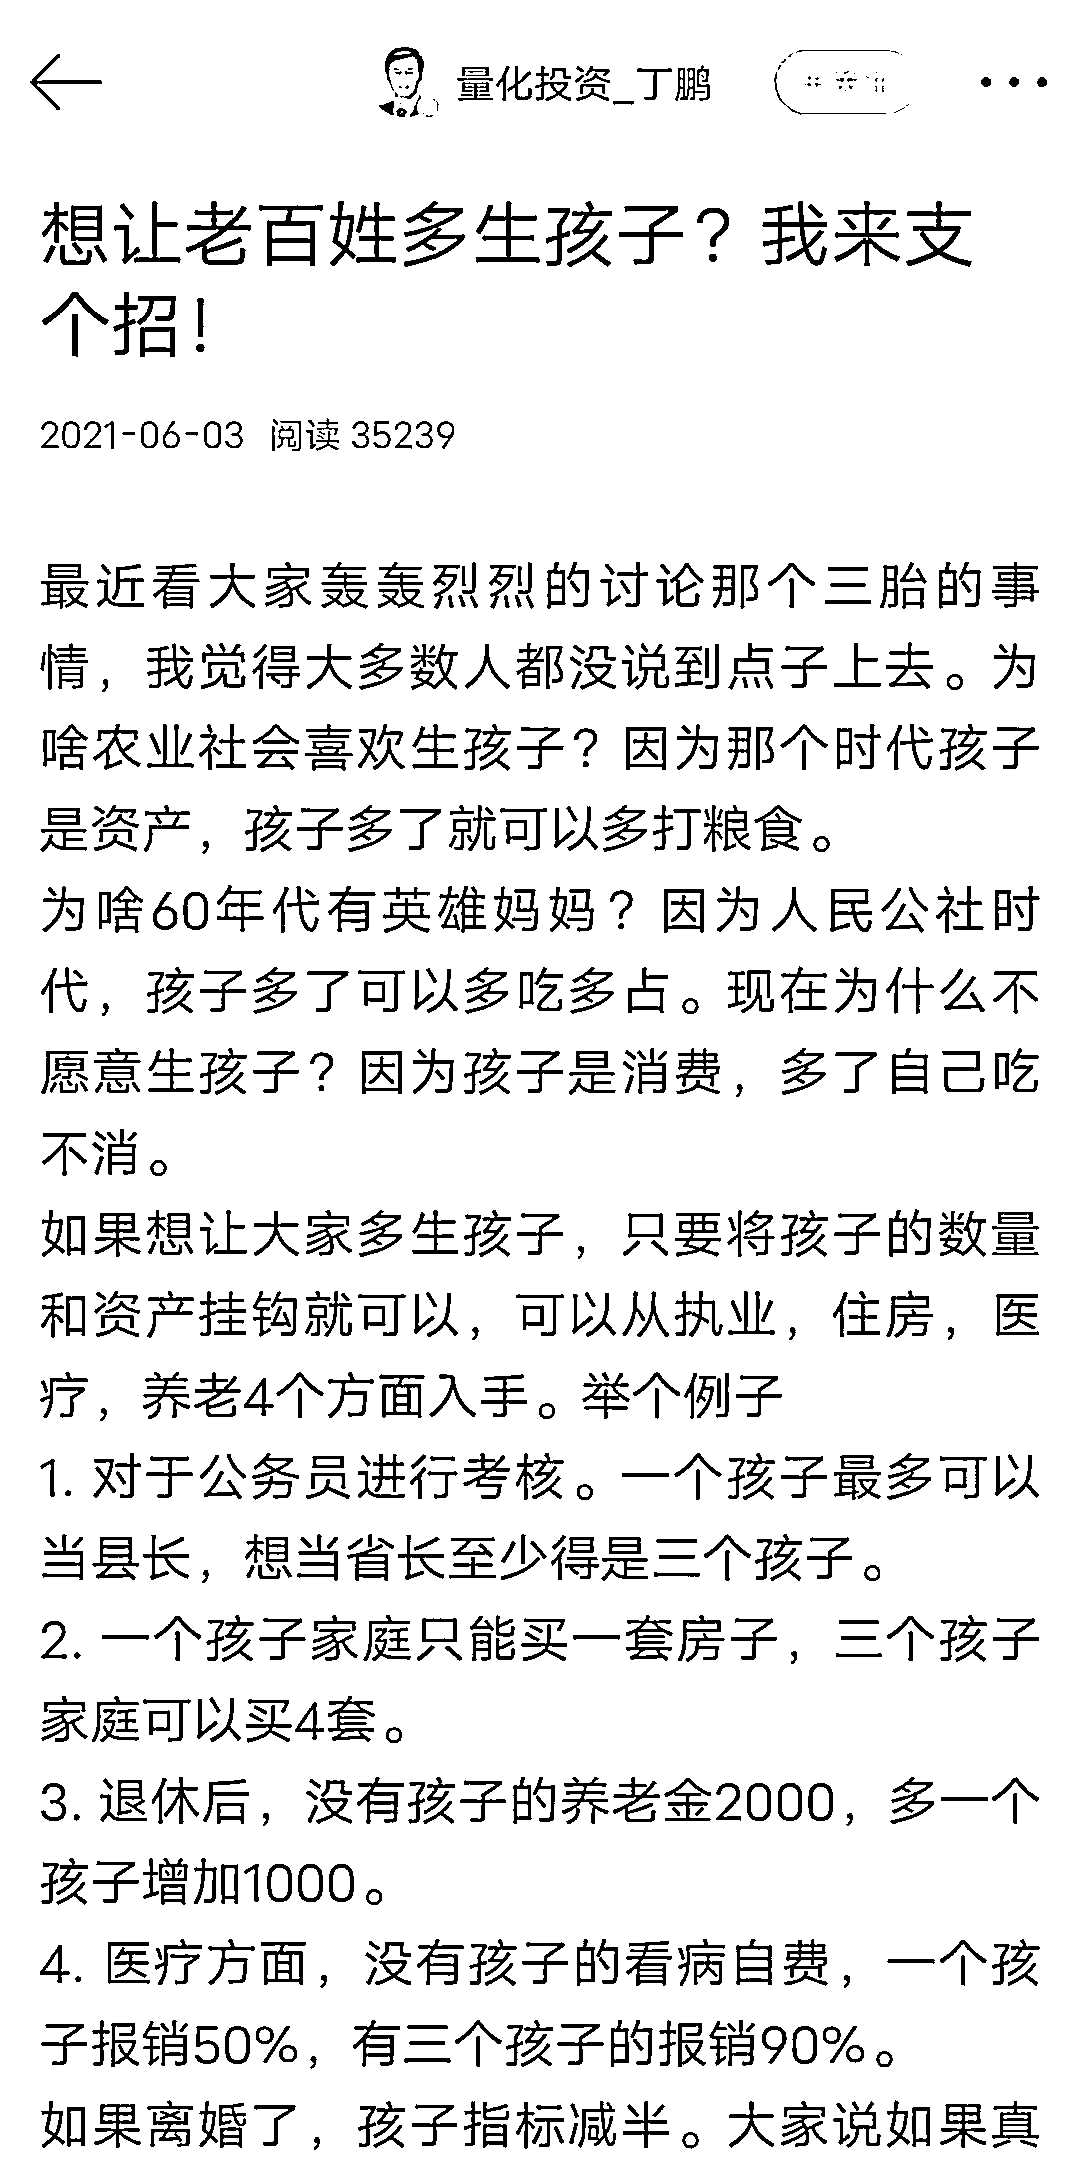 量化投资_丁鹏
想让老百姓多生孩子？我来支
个招！
2021-06-03 阅读 35239
最近看大家轰轰烈烈的讨论那个三胎的事
情，我觉得大多数人都没说到点子上去。为
啥农业社会喜欢生孩子？因为那个时代孩子
是资产，孩子多了就可以多打粮食。
为啥60年代有英雄妈妈？因为人民公社时
代，孩子多了可以多吃多占。现在为什么不
愿意生孩子？因为孩子是消费，多了自己吃
不消。
如果想让大家多生孩子，只要将孩子的数量
和资产挂钩就可以，可以从执业，住房，医
疗，养老4个方面入手。举个例子
1. 对于公务员进行考核。一个孩子最多可以
当县长，想当省长至少得是三个孩子。
2. 一个孩子家庭只能买一套房子，三个孩子
家庭可以买4套。
3. 退休后，没有孩子的养老金2000，多一个
孩子增加1000。
4. 医疗方面，没有孩子的看病自费，一个孩
子报销50%，有三个孩子的报销90%。
如果离婚了，孩子指标减半。大家说如果真